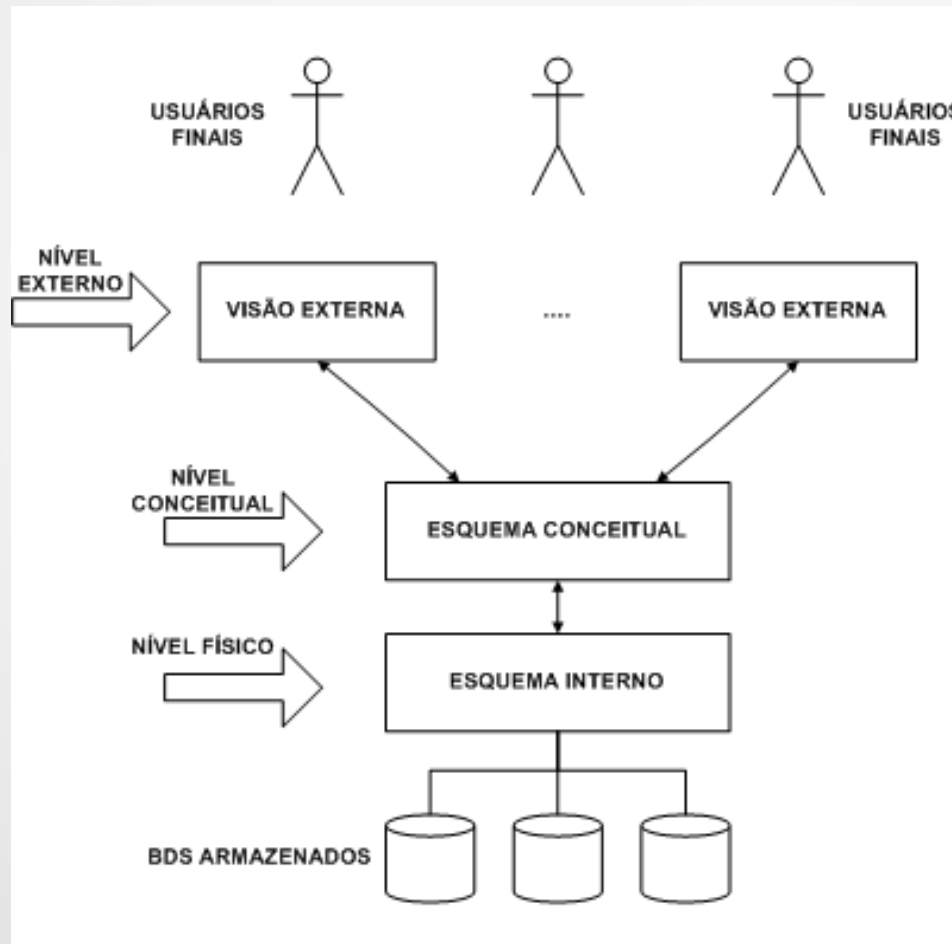 USUÁRIOS
FINAIS
USUÁRIOS
FINAIS
NÍVEL
EXTERNO
VISÃO EXTERNA
....
VISÃO EXTERNA
NÍVEL
CONCEITUAL
ESQUEMA CONCEITUAL
NÍVEL FÍSICO
ESQUEMA INTERNO
BDS ARMAZENADOS